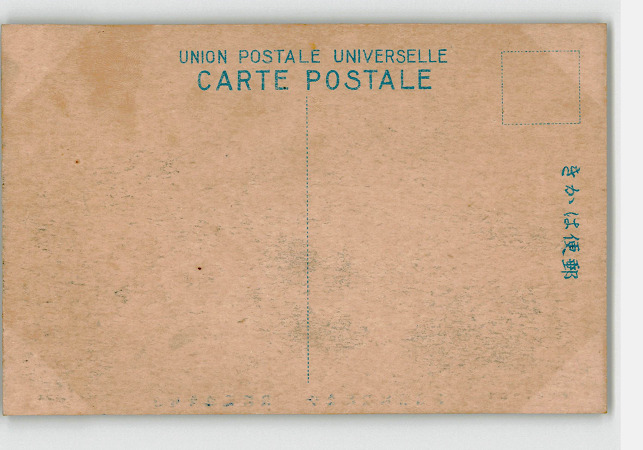 UNION POSTALE UNIVERSELLE
CARTE POSTALE
きかは便郵